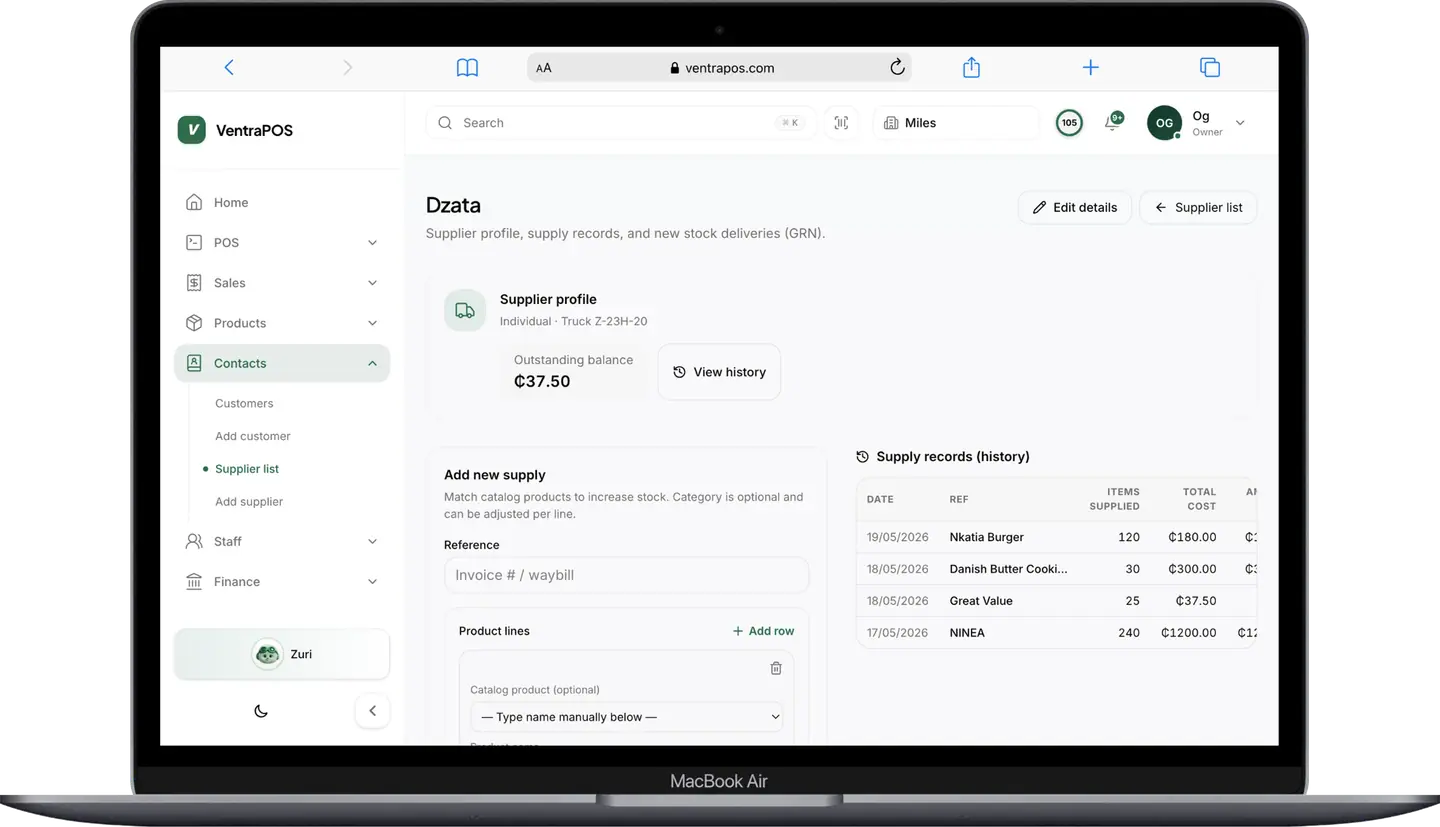 AA
ventrapos.com
V
VentraPOS
Search
⌘ K
Miles
105
9+
OG
Og
Owner
Home
POS
Sales
Products
Contacts
Customers
Add customer
Supplier list
Add supplier
Staff
Finance
Zuri
Dzata
Supplier profile, supply records, and new stock deliveries (GRN).
Edit details
Supplier list
Supplier profile
Individual · Truck Z-23H-20
Outstanding balance
₵37.50
View history
Add new supply
Match catalog products to increase stock. Category is optional and
can be adjusted per line.
Reference
Invoice # / waybill
Product lines
+ Add row
Catalog product (optional)
— Type name manually below —
Supply records (history)
DATE REF ITEMS SUPPLIED TOTAL COST
19/05/2026 Nkatia Burger 120 ₵180.00
18/05/2026 Danish Butter Cooki... 30 ₵300.00
18/05/2026 Great Value 25 ₵37.50
17/05/2026 NINEA 240 ₵1200.00
MacBook Air